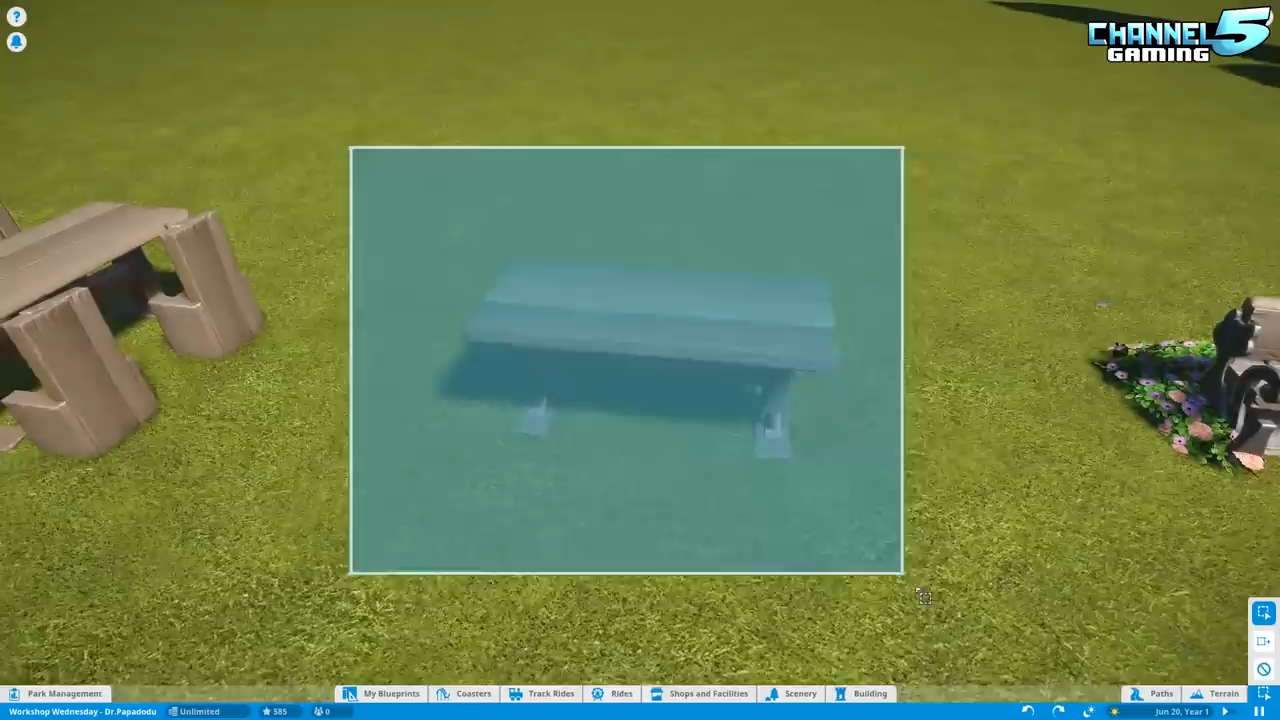 ?
CHANNEL 5
GAMING
Park Management
My Blueprints
Coasters
Track Rides
Rides
Shops and Facilities
Scenery
Building
Paths
Terrain
Workshop Wednesday - Dr.Papadodu
Unlimited
585
0
Jun 20, Year 1